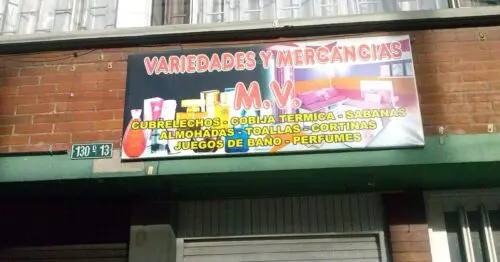 VARIEDADES Y MERCANCIAS
M.V.
CUBRELECHOS - COBIJA TERMICA - SABANAS
ALMOHADAS - TOALLAS - CORTINAS
JUEGOS DE BAÑO - PERFUMES
130 C 13